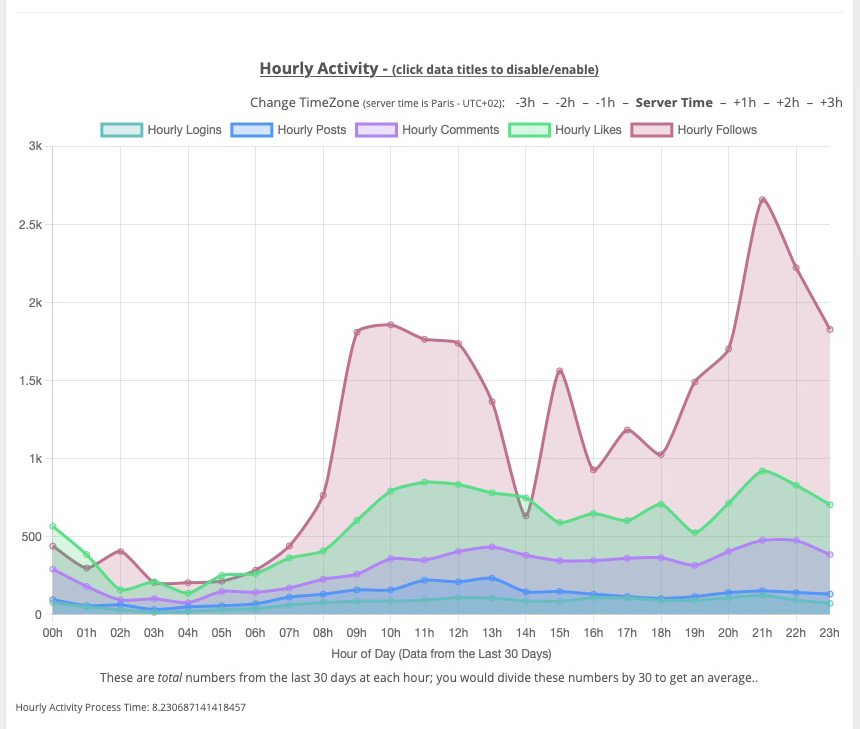 Hourly Activity - (click data titles to disable/enable)
Change TimeZone (server time is Paris - UTC+02): -3h – -2h – -1h – Server Time – +1h – +2h – +3h
Hourly Logins Hourly Posts Hourly Comments Hourly Likes Hourly Follows
3k
2.5k
2k
1.5k
1k
500
0
00h 01h 02h 03h 04h 05h 06h 07h 08h 09h 10h 11h 12h 13h 14h 15h 16h 17h 18h 19h 20h 21h 22h 23h
Hour of Day (Data from the Last 30 Days)
These are total numbers from the last 30 days at each hour; you would divide these numbers by 30 to get an average..
Hourly Activity Process Time: 8.230687141418457